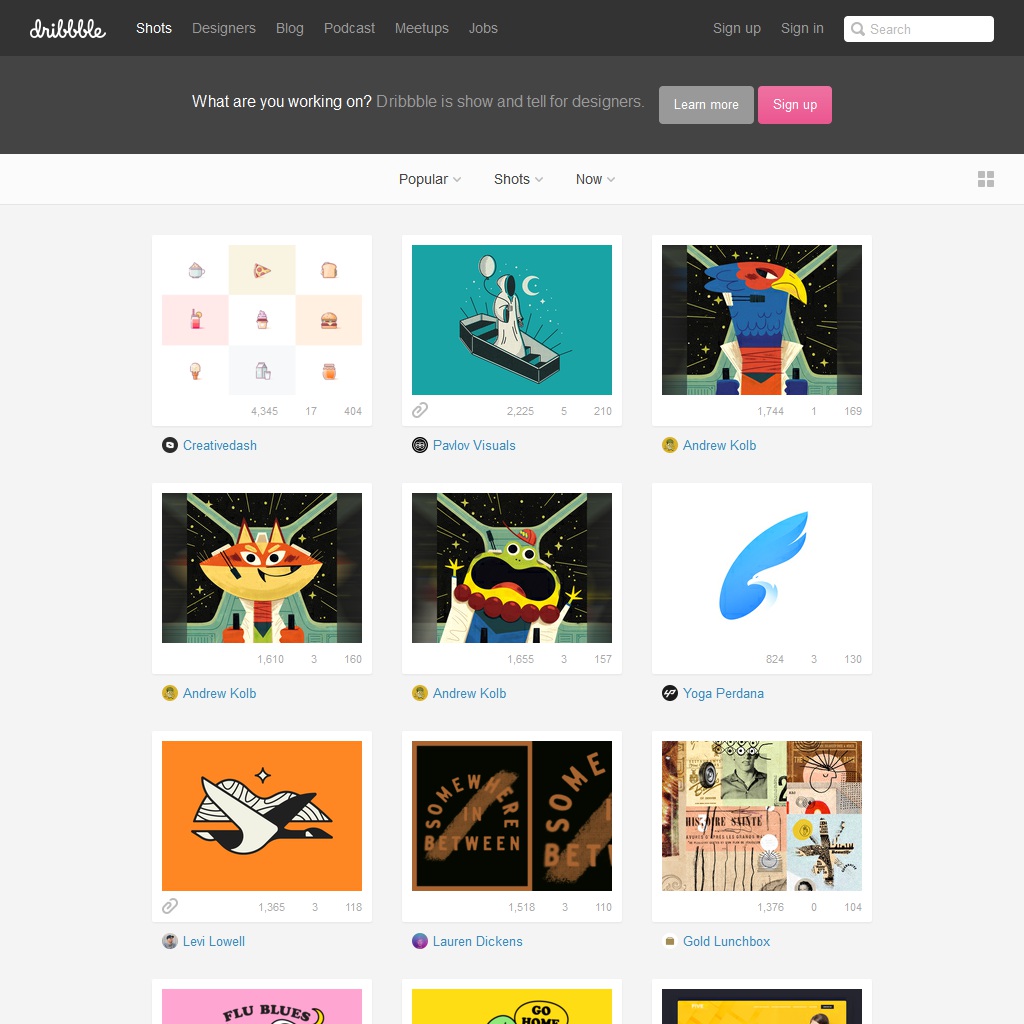 dribbble Shots Designers Blog Podcast Meetups Jobs Sign up Sign in Search
What are you working on? Dribbble is show and tell for designers. Learn more Sign up
Popular Shots Now
4,345 17 404
2,225 5 210
1,744 1 169
Creativedash
Pavlov Visuals
Andrew Kolb
1,610 3 160
1,655 3 157
824 3 130
Andrew Kolb
Andrew Kolb
Yoga Perdana
SOMEWHERE
IN
BETWEEN
SOME
IN
BET
HISTOIRE SAINTE
1,365 3 118
1,518 3 110
1,376 0 104
Levi Lowell
Lauren Dickens
Gold Lunchbox
FLU BLUES
GO
HOME